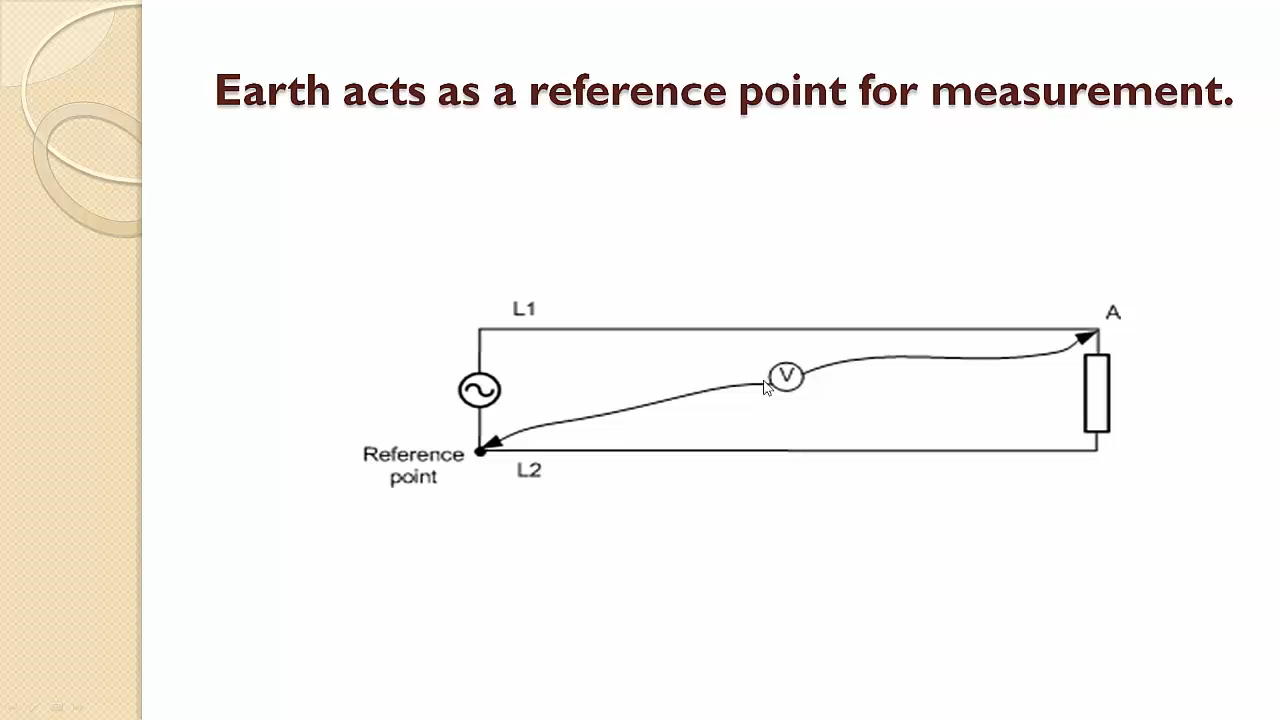 Earth acts as a reference point for measurement.
L1
A
V
Reference
point
L2